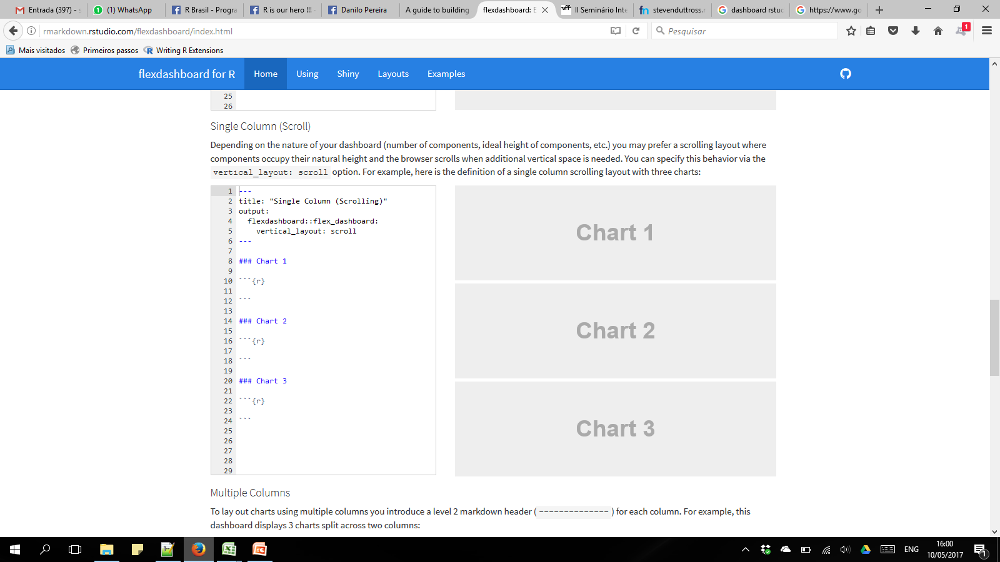 Entrada (397) - s
(1) WhatsApp
R Brasil - Progra
R is our hero !!! -
Danilo Pereira
A guide to building
flexdashboard: E
uff II Seminário Inte
fn stevenduttross.r
dashboard rstud
https://www.go
rmarkdown.rstudio.com/flexdashboard/index.html
Pesquisar
1
Mais visitados
Primeiros passos
Writing R Extensions
flexdashboard for R
Home
Using
Shiny
Layouts
Examples
25
26
Single Column (Scroll)
Depending on the nature of your dashboard (number of components, ideal height of components, etc.) you may prefer a scrolling layout where
components occupy their natural height and the browser scrolls when additional vertical space is needed. You can specify this behavior via the
vertical_layout: scroll option. For example, here is the definition of a single column scrolling layout with three charts:
1 ---
2 title: "Single Column (Scrolling)"
3 output:
4   flexdashboard::flex_dashboard:
5     vertical_layout: scroll
6 ---
7
8 ### Chart 1
9
10 ```{r}
11
12 ```
13
14 ### Chart 2
15
16 ```{r}
17
18 ```
19
20 ### Chart 3
21
22 ```{r}
23
24 ```
25
26
27
28
29
Chart 1
Chart 2
Chart 3
Multiple Columns
To lay out charts using multiple columns you introduce a level 2 markdown header ( -------------- ) for each column. For example, this
dashboard displays 3 charts split across two columns:
ENG
16:00
10/05/2017
1